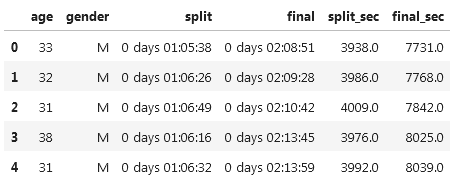 age gender split final split_sec final_sec
0 33 M 0 days 01:05:38 0 days 02:08:51 3938.0 7731.0
1 32 M 0 days 01:06:26 0 days 02:09:28 3986.0 7768.0
2 31 M 0 days 01:06:49 0 days 02:10:42 4009.0 7842.0
3 38 M 0 days 01:06:16 0 days 02:13:45 3976.0 8025.0
4 31 M 0 days 01:06:32 0 days 02:13:59 3992.0 8039.0